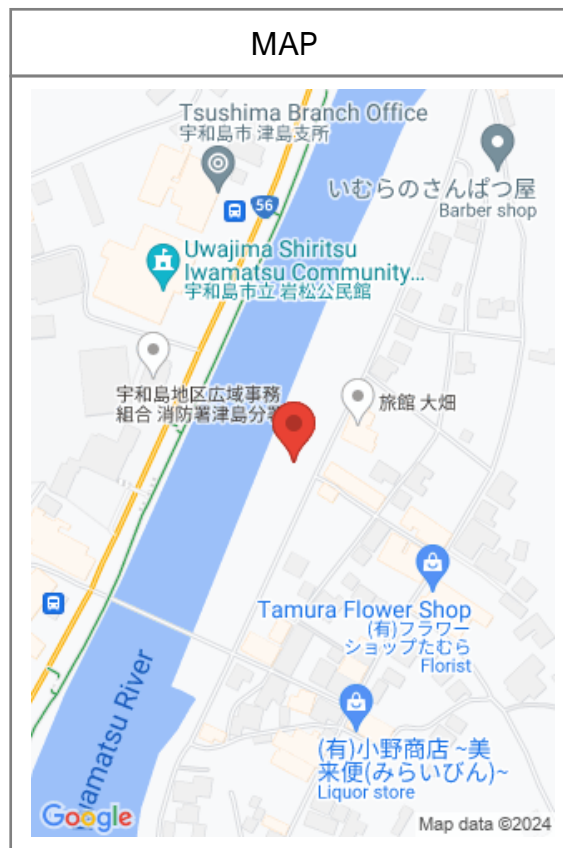 MAP
Tsushima Branch Office
宇和島市 津島支所
56
いむらのさんぱつ屋
Barber shop
Uwajima Shiritsu
Iwamatsu Community...
宇和島市立 岩松公民館
宇和島地区広域事務
組合 消防署津島分署
旅館 大畑
Tamura Flower Shop
(有)フラワー
ショップたむら
Florist
(有)小野商店 ~美
来便(みらいびん)~
Liquor store
Iwamatsu River
Google
Map data ©2024